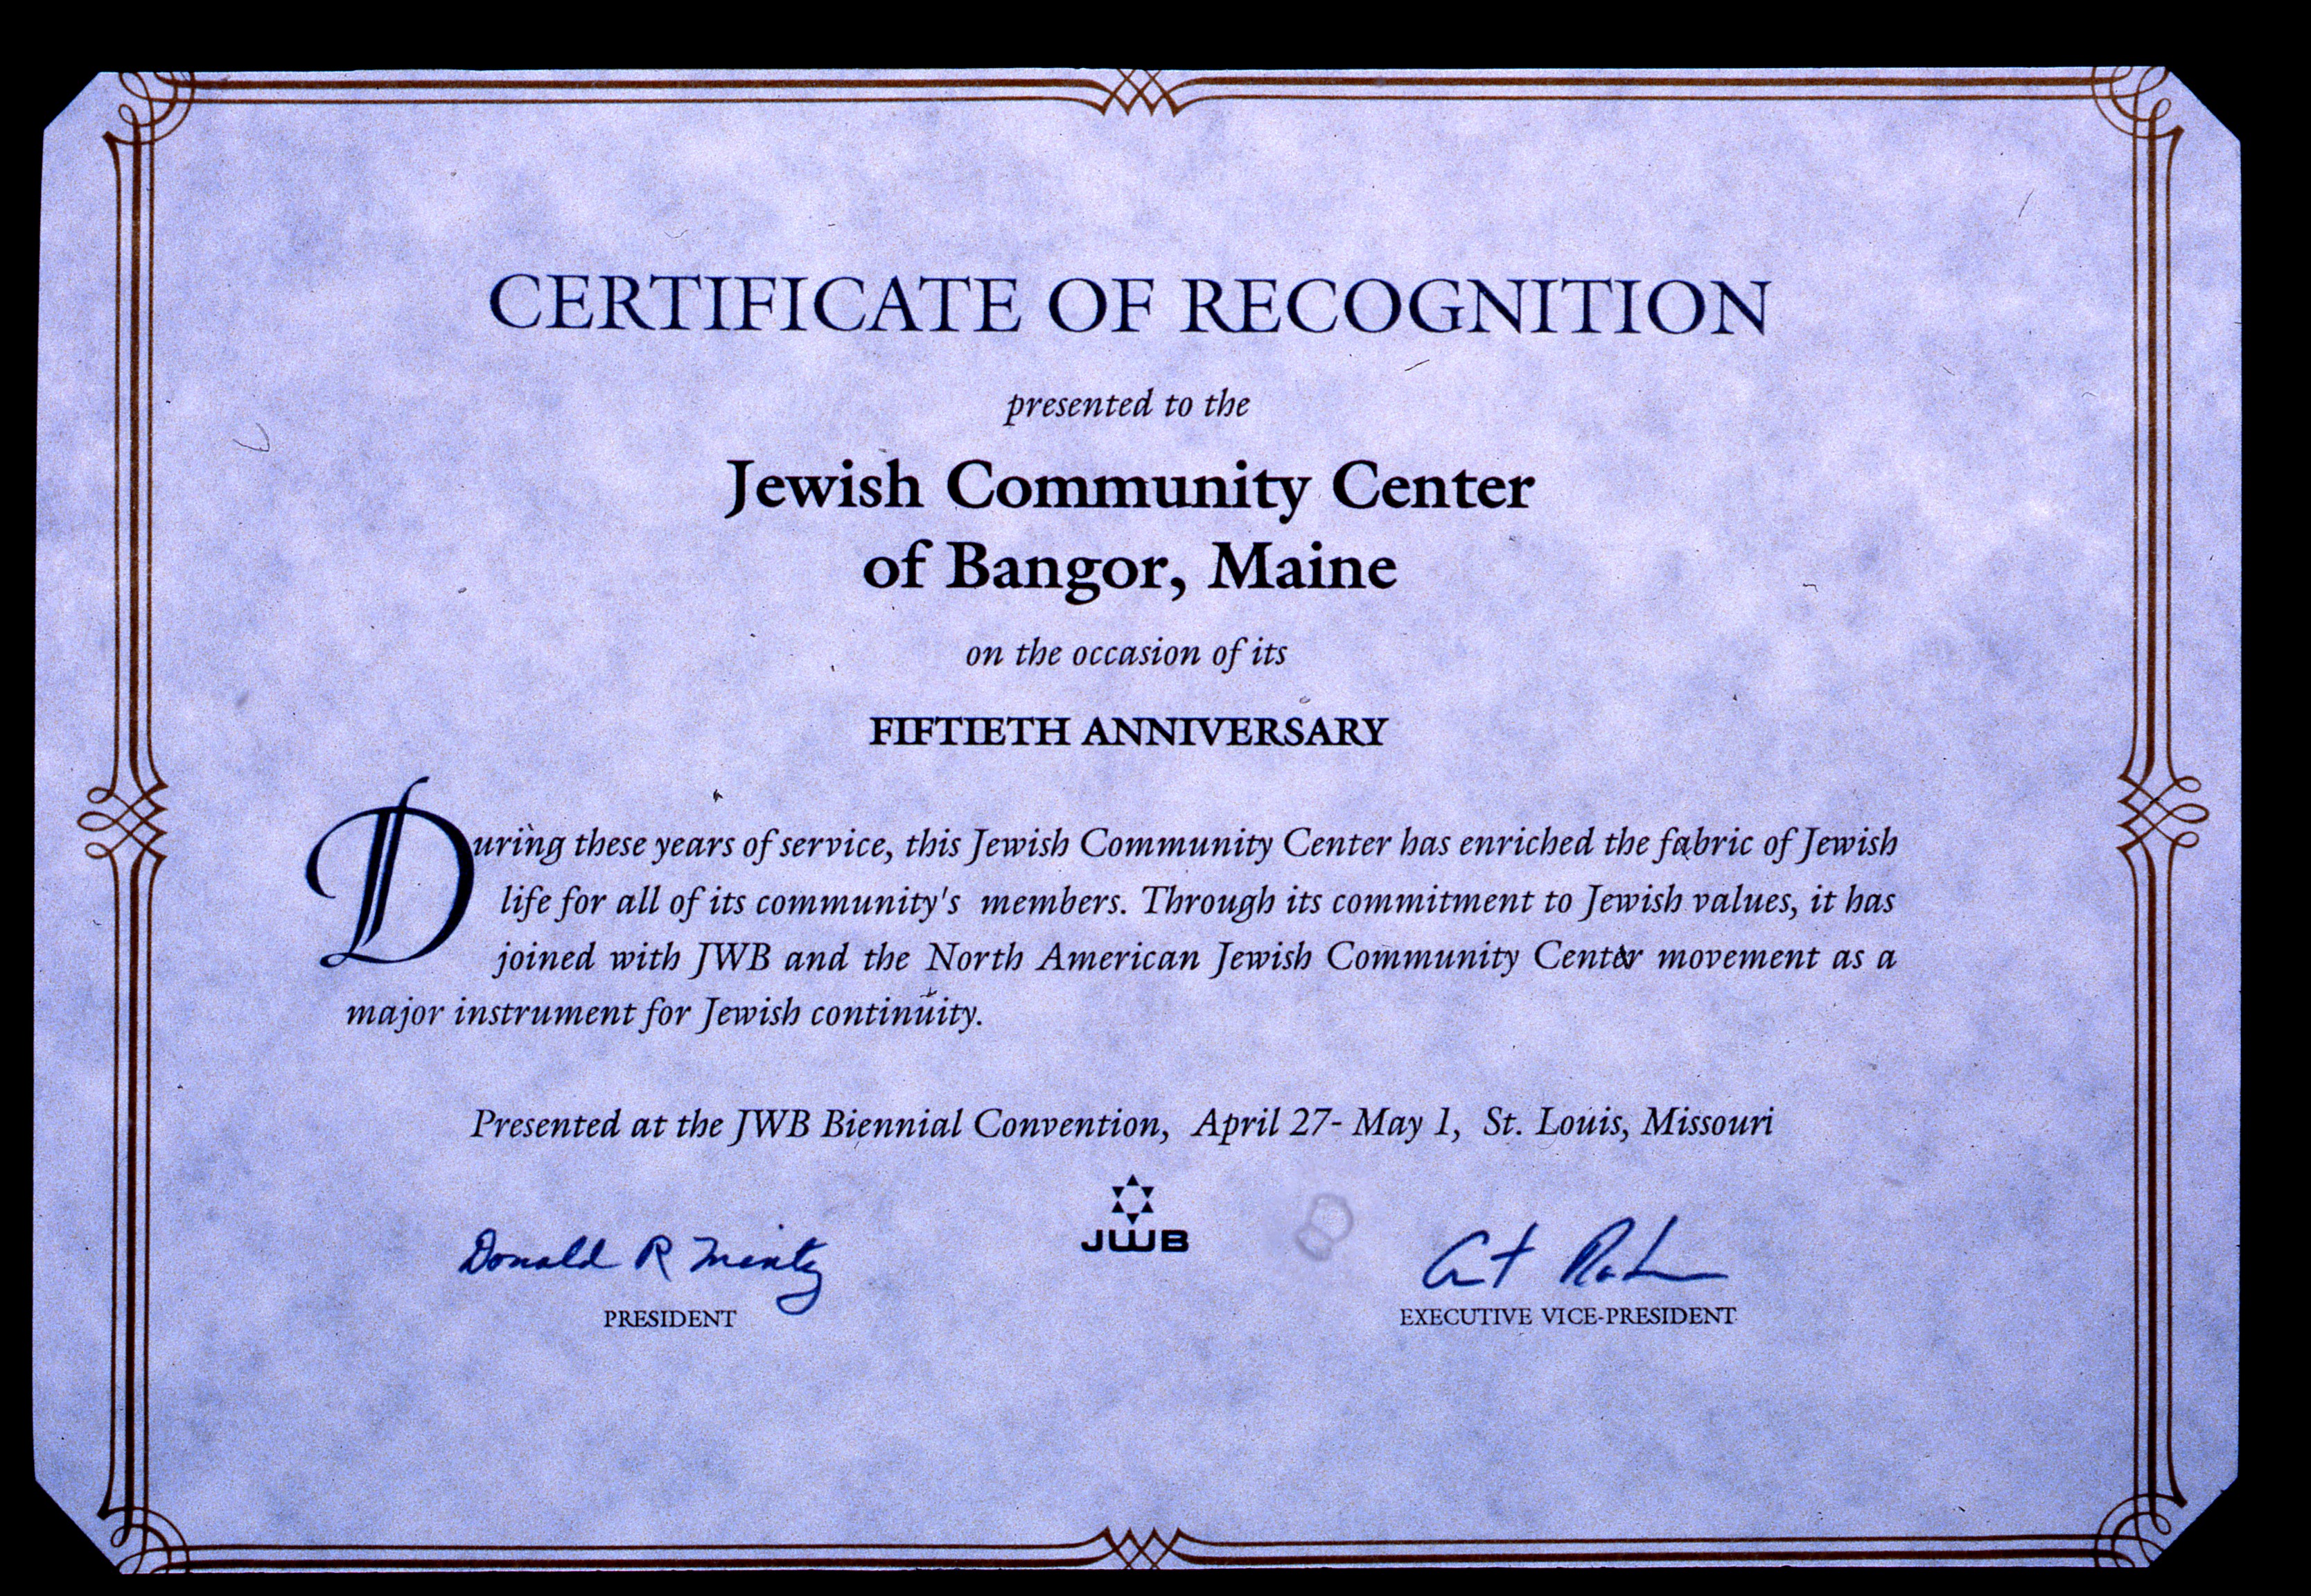 CERTIFICATE OF RECOGNITION
presented to the
Jewish Community Center
of Bangor, Maine
on the occasion of its
FIFTIETH ANNIVERSARY
During these years of service, this Jewish Community Center has enriched the fabric of Jewish
life for all of its community's members. Through its commitment to Jewish values, it has
joined with JWB and the North American Jewish Community Center movement as a
major instrument for Jewish continuity.
Presented at the JWB Biennial Convention, April 27- May 1, St. Louis, Missouri
JWB
Donald R Mintz
Art
PRESIDENT
EXECUTIVE VICE-PRESIDENT